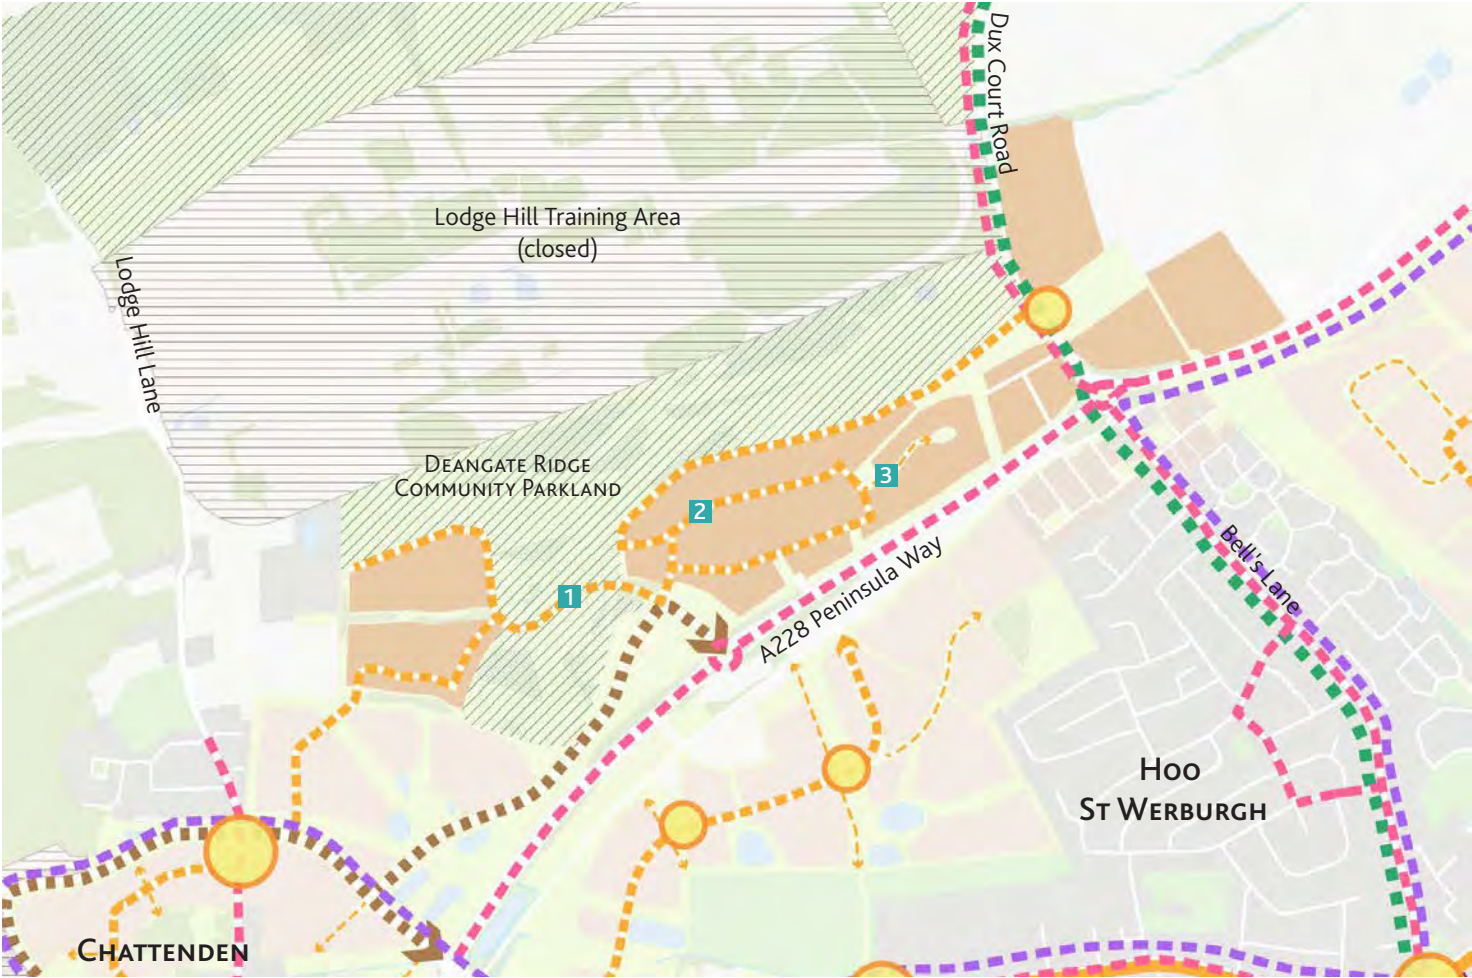 Dux Court Road
Lodge Hill Training Area
(closed)
Lodge Hill Lane
DEANGATE RIDGE
COMMUNITY PARKLAND
3
2
1
A228 Peninsula Way
Bell's Lane
HOO
ST WERBURGH
CHATTENDEN